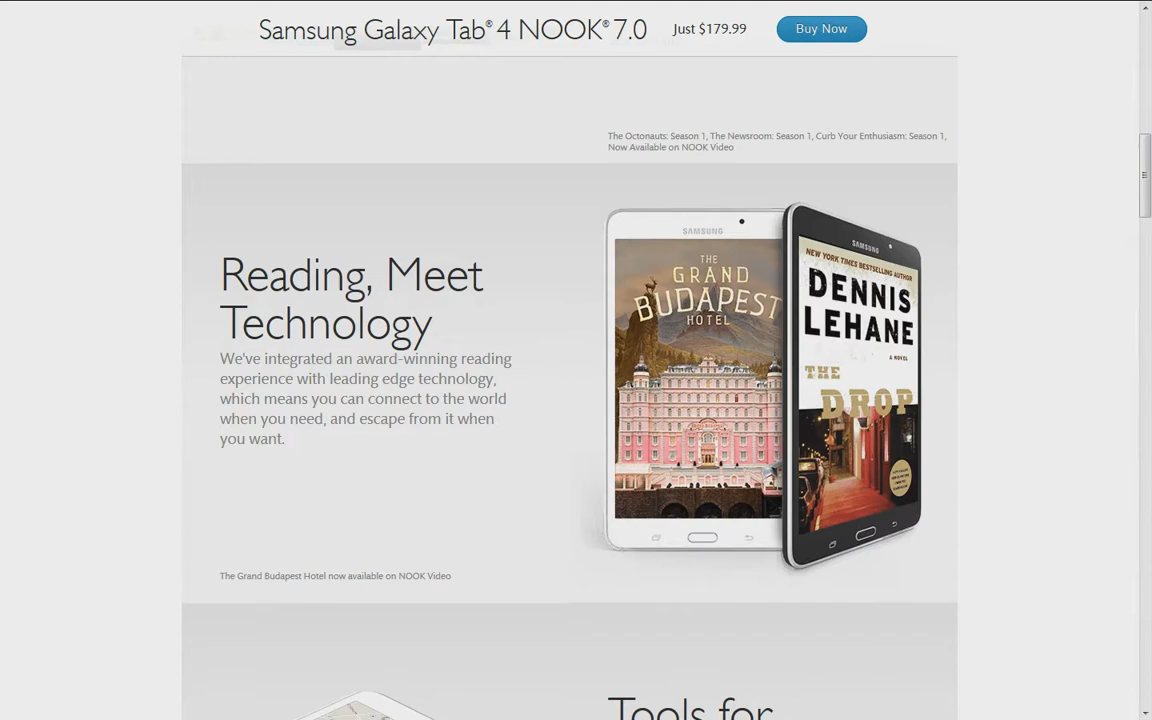 Samsung Galaxy Tab® 4 NOOK® 7.0
Just $179.99
Buy Now
The Octonauts: Season 1, The Newsroom: Season 1, Curb Your Enthusiasm: Season 1,
Now Available on NOOK Video
Reading, Meet
Technology
We've integrated an award-winning reading
experience with leading edge technology,
which means you can connect to the world
when you need, and escape from it when
you want.
The Grand Budapest Hotel now available on NOOK Video
SAMSUNG
THE
GRAND
BUDAPEST
HOTEL
SAMSUNG
NEW YORK TIMES BESTSELLING AUTHOR
DENNIS
LEHANE
A NOVEL
THE
DROP
Tools for